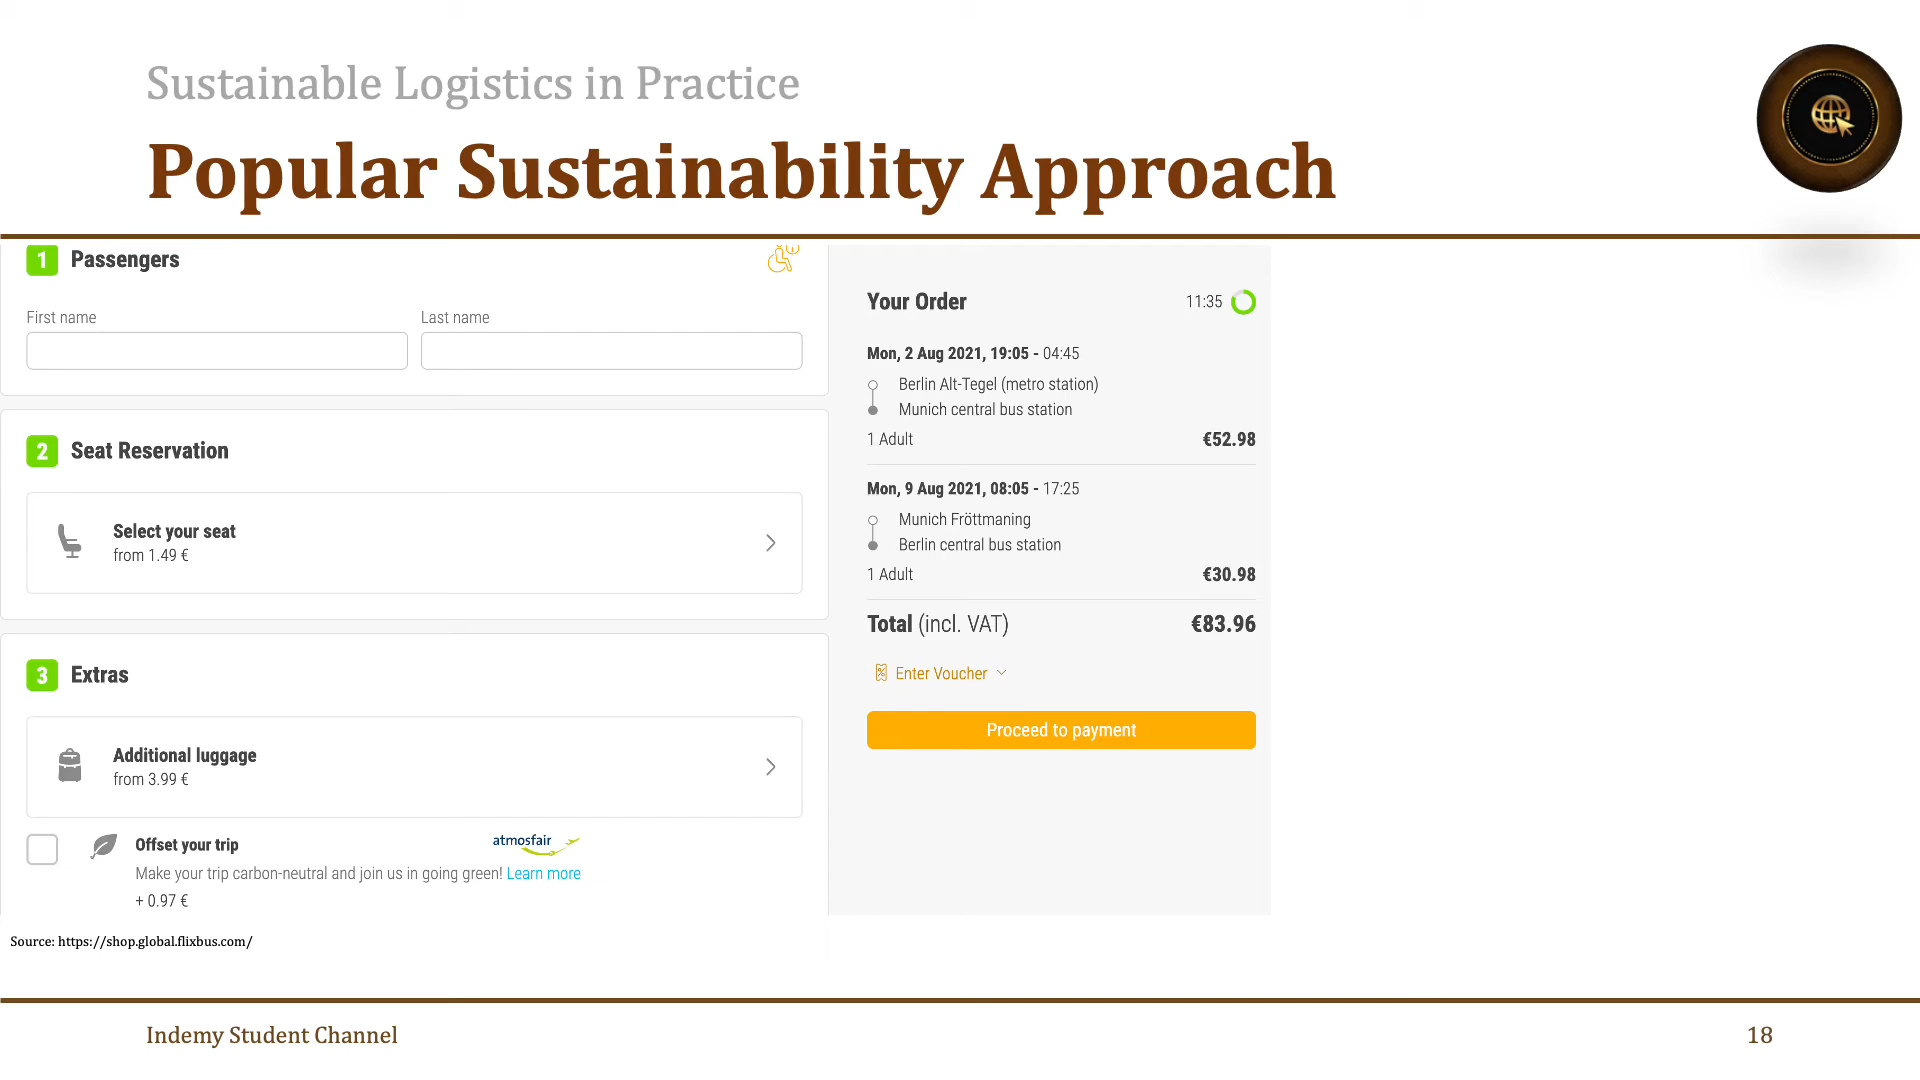 Sustainable Logistics in Practice
Popular Sustainability Approach
1 Passengers
First name
Last name
2 Seat Reservation
Select your seat
from 1.49 €
3 Extras
Additional luggage
from 3.99 €
Offset your trip
atmosfair
Make your trip carbon-neutral and join us in going green! Learn more
+ 0.97 €
Your Order
11:35
Mon, 2 Aug 2021, 19:05 - 04:45
Berlin Alt-Tegel (metro station)
Munich central bus station
1 Adult €52.98
Mon, 9 Aug 2021, 08:05 - 17:25
Munich Fröttmaning
Berlin central bus station
1 Adult €30.98
Total (incl. VAT) €83.96
Enter Voucher
Proceed to payment
Source: https://shop.global.flixbus.com/
Indemy Student Channel
18